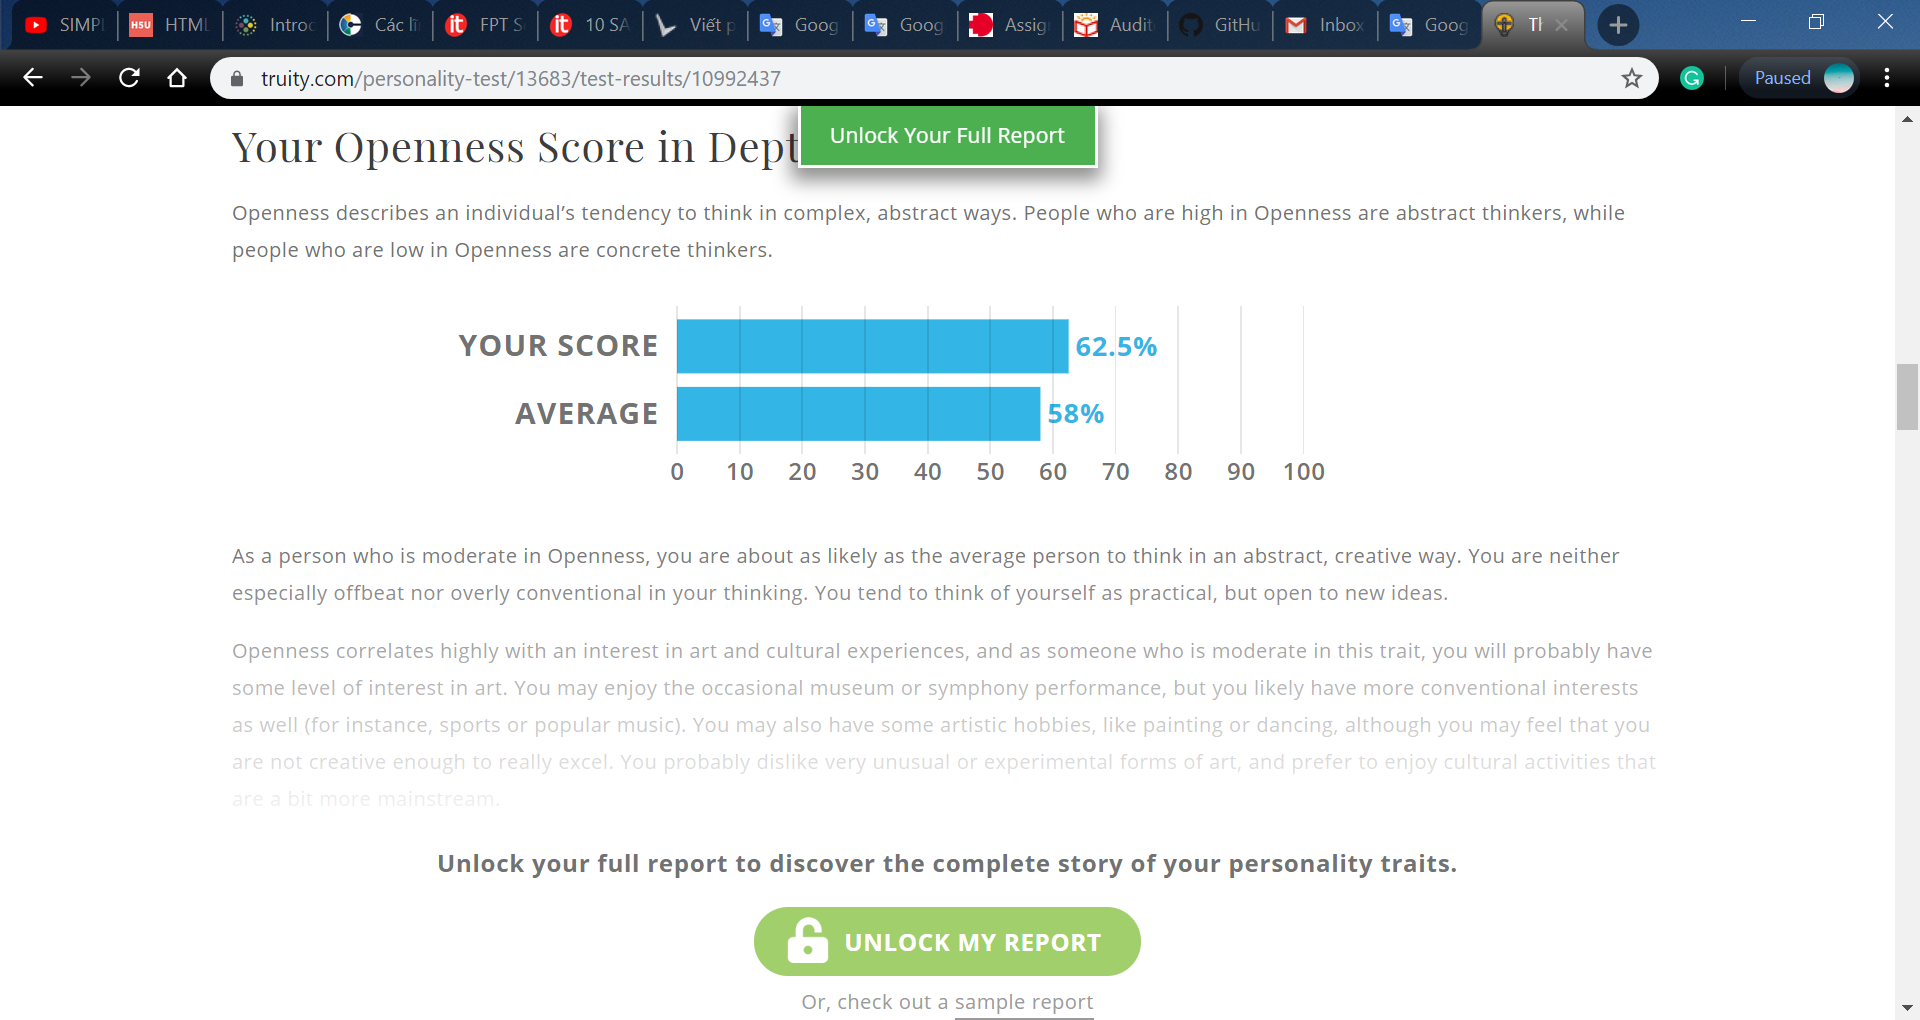 SIMPL
HSU HTML
Introc
Các lĩ
it FPT S
it 10 SA
Viết p
Goog
Goog
Assig
Audit
GitHu
Inbox
Goog
Th
truity.com/personality-test/13683/test-results/10992437
Paused
Unlock Your Full Report
Your Openness Score in Dept
Openness describes an individual’s tendency to think in complex, abstract ways. People who are high in Openness are abstract thinkers, while
people who are low in Openness are concrete thinkers.
YOUR SCORE 62.5%
AVERAGE 58%
0 10 20 30 40 50 60 70 80 90 100
As a person who is moderate in Openness, you are about as likely as the average person to think in an abstract, creative way. You are neither
especially offbeat nor overly conventional in your thinking. You tend to think of yourself as practical, but open to new ideas.
Openness correlates highly with an interest in art and cultural experiences, and as someone who is moderate in this trait, you will probably have
some level of interest in art. You may enjoy the occasional museum or symphony performance, but you likely have more conventional interests
as well (for instance, sports or popular music). You may also have some artistic hobbies, like painting or dancing, although you may feel that you
are not creative enough to really excel. You probably dislike very unusual or experimental forms of art, and prefer to enjoy cultural activities that
are a bit more mainstream.
Unlock your full report to discover the complete story of your personality traits.
UNLOCK MY REPORT
Or, check out a sample report